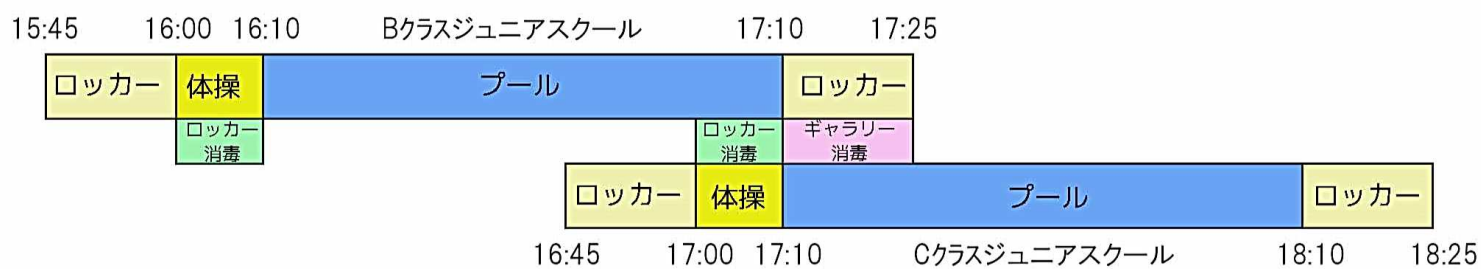 15:45 16:00 16:10 Bクラスジュニアスクール 17:10 17:25
ロッカー 体操 プール ロッカー
ロッカー 消毒 ロッカー 消毒 ギャラリー 消毒
ロッカー 体操 プール ロッカー
16:45 17:00 17:10 Cクラスジュニアスクール 18:10 18:25